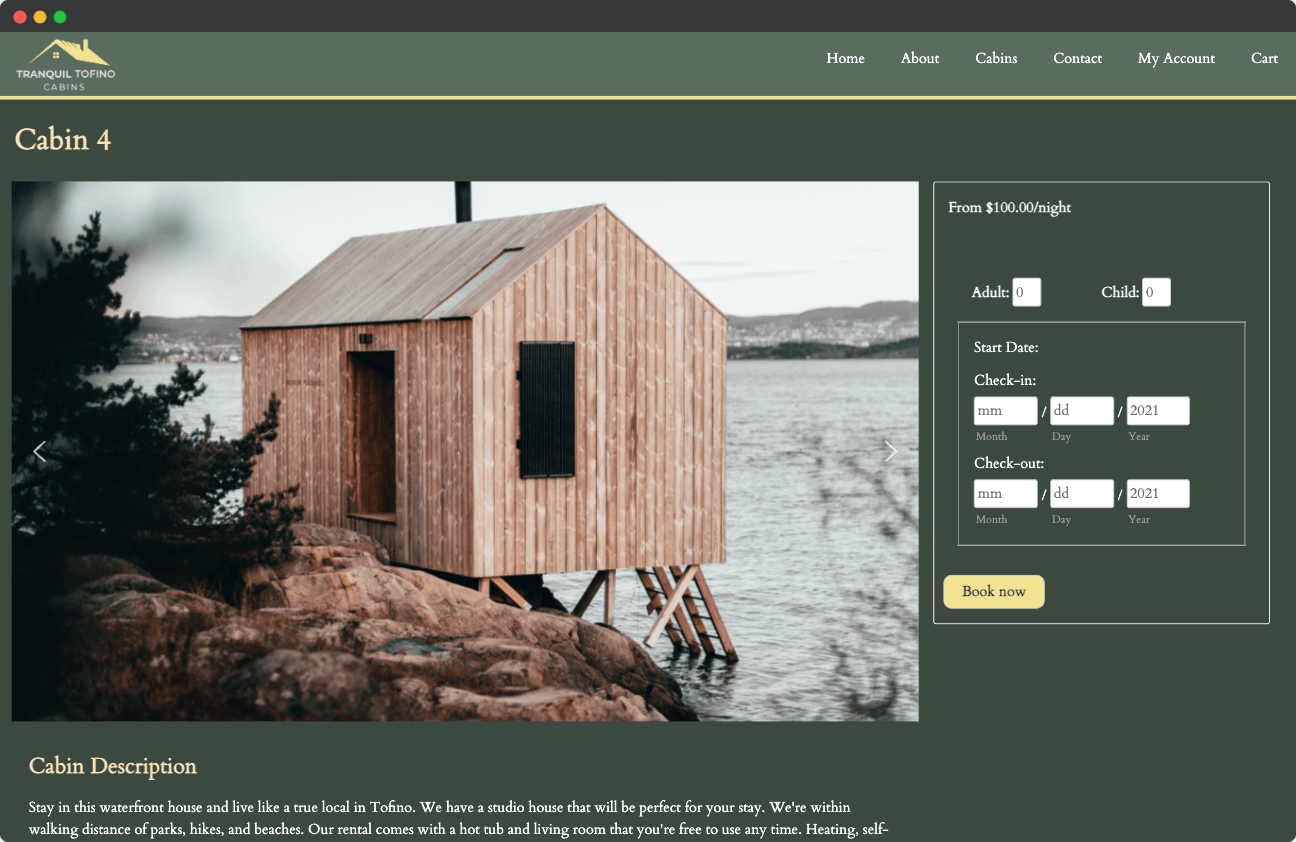 TRANQUIL TOFINO
CABINS
Home About Cabins Contact My Account Cart
Cabin 4
From $100.00/night
Adult: 0 Child: 0
Start Date:
Check-in:
mm / dd / 2021
Month Day Year
Check-out:
mm / dd / 2021
Month Day Year
Book now
Cabin Description
Stay in this waterfront house and live like a true local in Tofino. We have a studio house that will be perfect for your stay. We're within
walking distance of parks, hikes, and beaches. Our rental comes with a hot tub and living room that you're free to use any time. Heating, self-